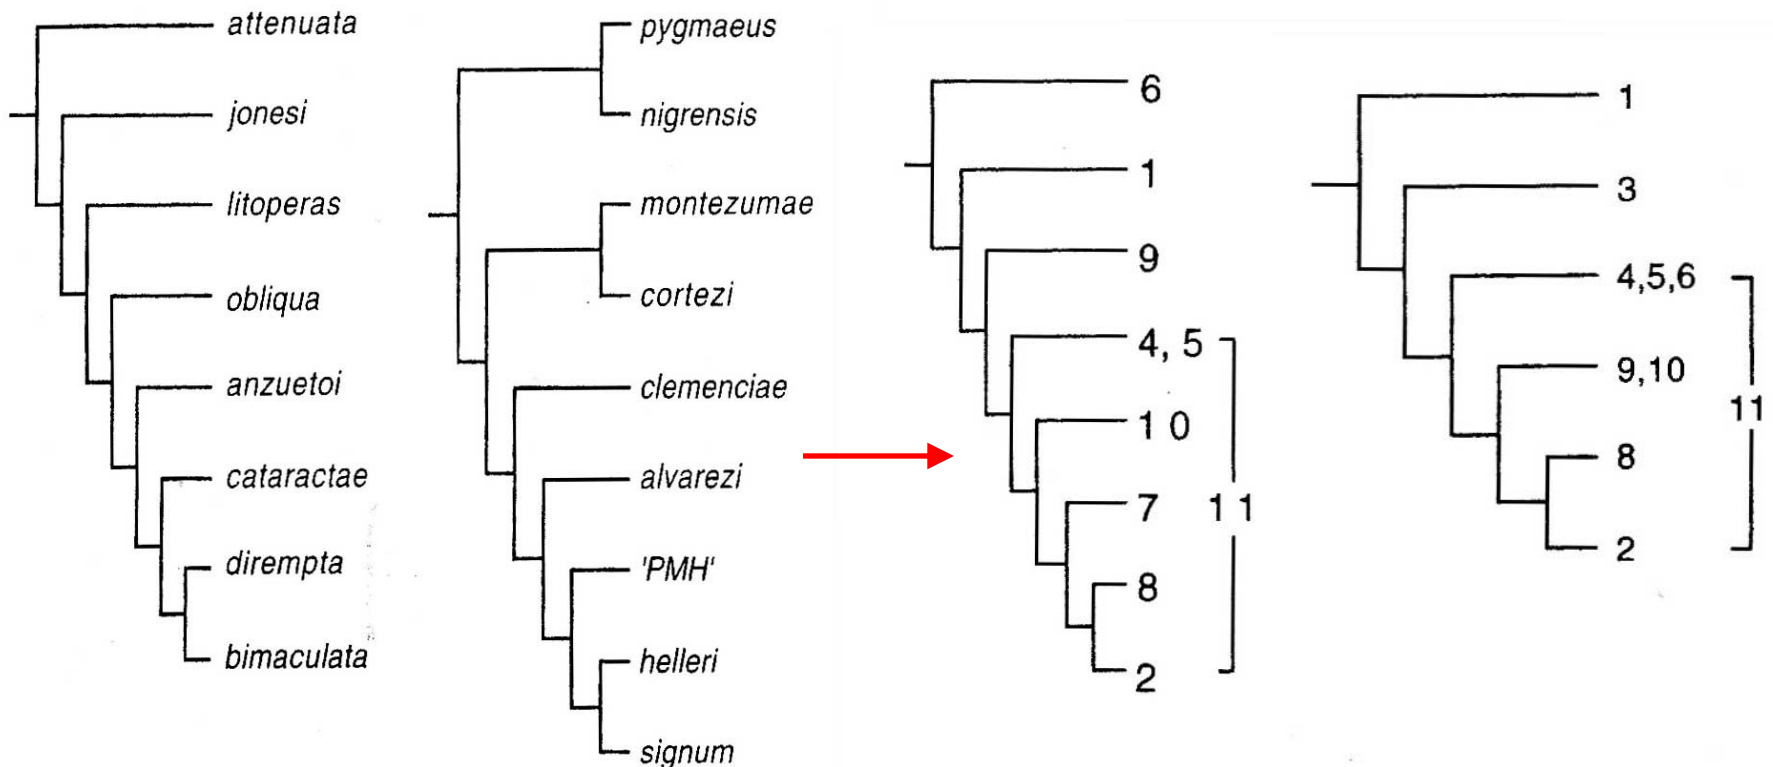 attenuata
jonesi
litoperas
obliqua
anzuetoi
cataractae
dirempta
bimaculata
pygmaeus
nigrensis
montezumae
cortezi
clemenciae
alvarezi
'PMH'
helleri
signum
6
1
9
4, 5
10
7
8
2
11
1
3
4,5,6
9,10
8
2
11